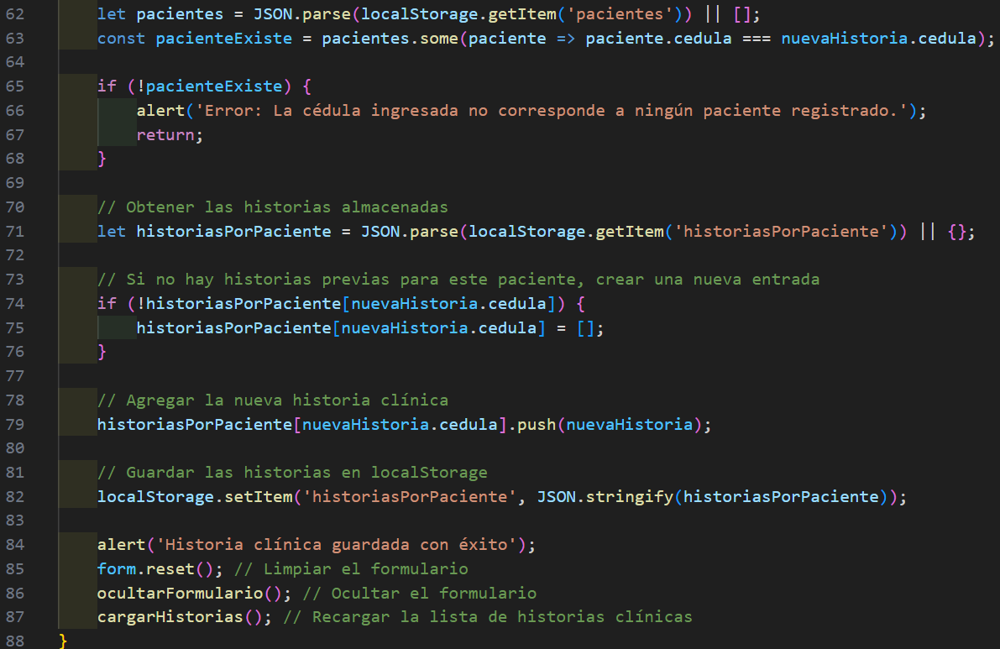 62 let pacientes = JSON.parse(localStorage.getItem('pacientes')) || [];
63 const pacienteExiste = pacientes.some(paciente => paciente.cedula === nuevaHistoria.cedula);
64
65 if (!pacienteExiste) {
66 alert('Error: La cédula ingresada no corresponde a ningún paciente registrado.');
67 return;
68 }
69
70 // Obtener las historias almacenadas
71 let historiasPorPaciente = JSON.parse(localStorage.getItem('historiasPorPaciente')) || {};
72
73 // Si no hay historias previas para este paciente, crear una nueva entrada
74 if (!historiasPorPaciente[nuevaHistoria.cedula]) {
75 historiasPorPaciente[nuevaHistoria.cedula] = [];
76 }
77
78 // Agregar la nueva historia clínica
79 historiasPorPaciente[nuevaHistoria.cedula].push(nuevaHistoria);
80
81 // Guardar las historias en localStorage
82 localStorage.setItem('historiasPorPaciente', JSON.stringify(historiasPorPaciente));
83
84 alert('Historia clínica guardada con éxito');
85 form.reset(); // Limpiar el formulario
86 ocultarFormulario(); // Ocultar el formulario
87 cargarHistorias(); // Recargar la lista de historias clínicas
88 }